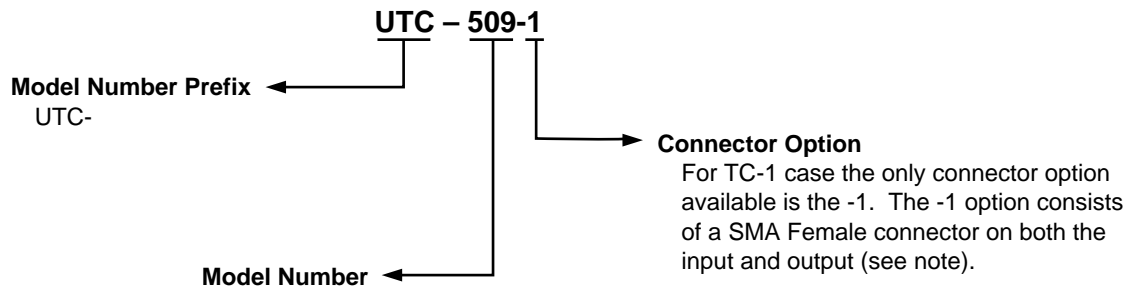 UTC – 509-1
Model Number Prefix
UTC-
Connector Option
For TC-1 case the only connector option
available is the -1. The -1 option consists
of a SMA Female connector on both the
input and output (see note).
Model Number